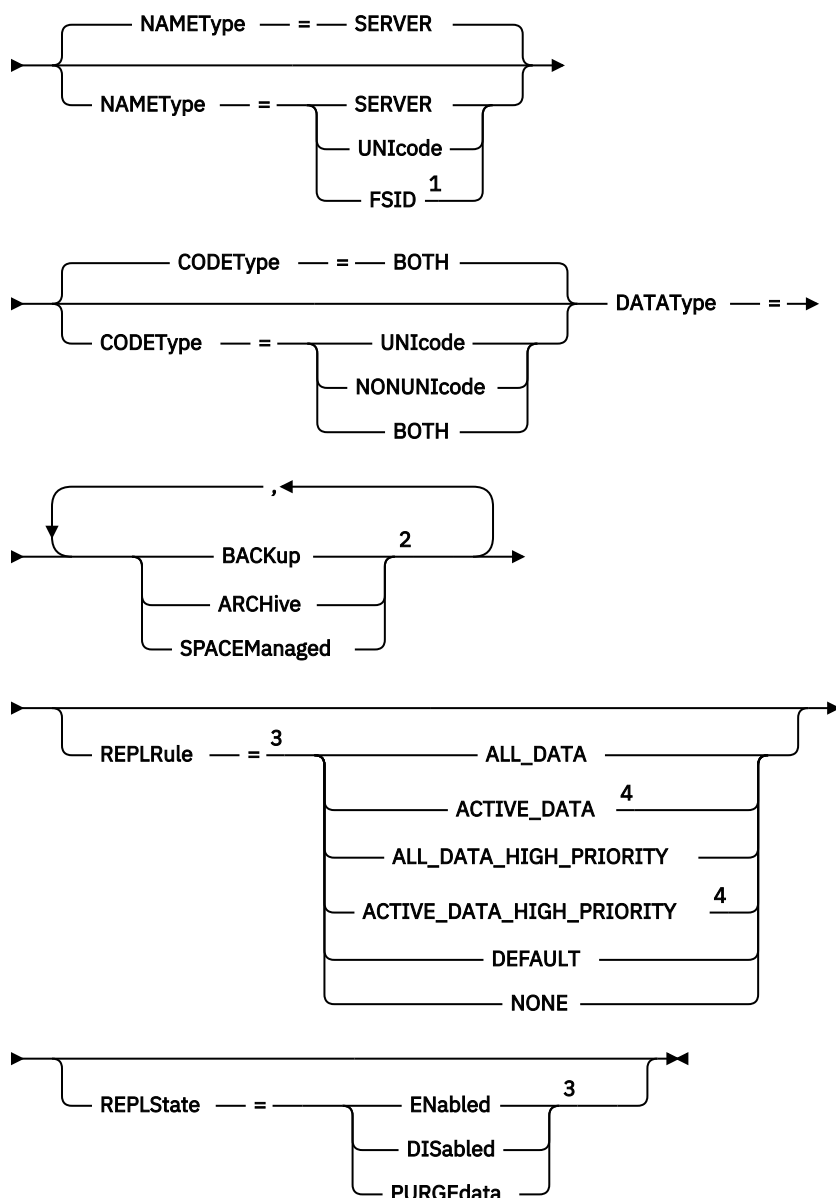 NAMEType = SERVER
NAMEType = SERVER
UNIcode
FSID 1
CODEType = BOTH DATAType =
CODEType = UNIcode
NONUNIcode
BOTH
,
BACKup 2
ARCHive
SPACEManaged
REPLRule = 3 ALL_DATA
ACTIVE_DATA 4
ALL_DATA_HIGH_PRIORITY
ACTIVE_DATA_HIGH_PRIORITY 4
DEFAULT
NONE
REPLState = ENabled 3
DISabled
PURGEdata